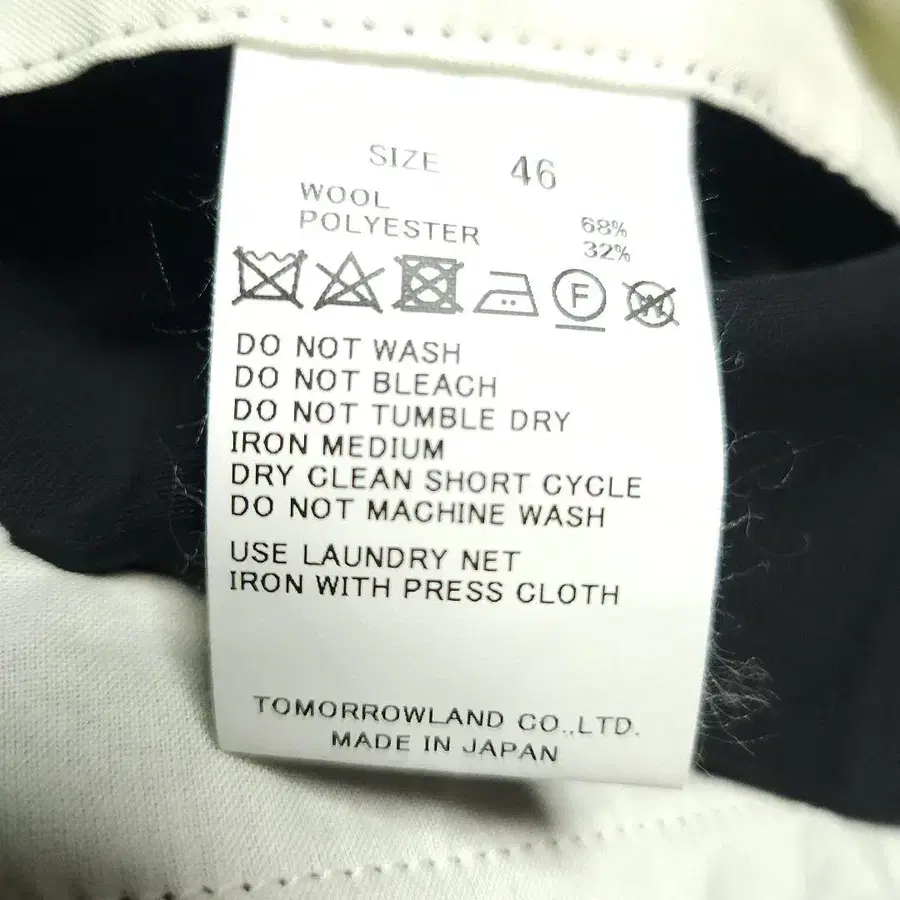 SIZE 46
WOOL 68%
POLYESTER 32%
F W
DO NOT WASH
DO NOT BLEACH
DO NOT TUMBLE DRY
IRON MEDIUM
DRY CLEAN SHORT CYCLE
DO NOT MACHINE WASH
USE LAUNDRY NET
IRON WITH PRESS CLOTH
TOMORROWLAND CO.,LTD.
MADE IN JAPAN